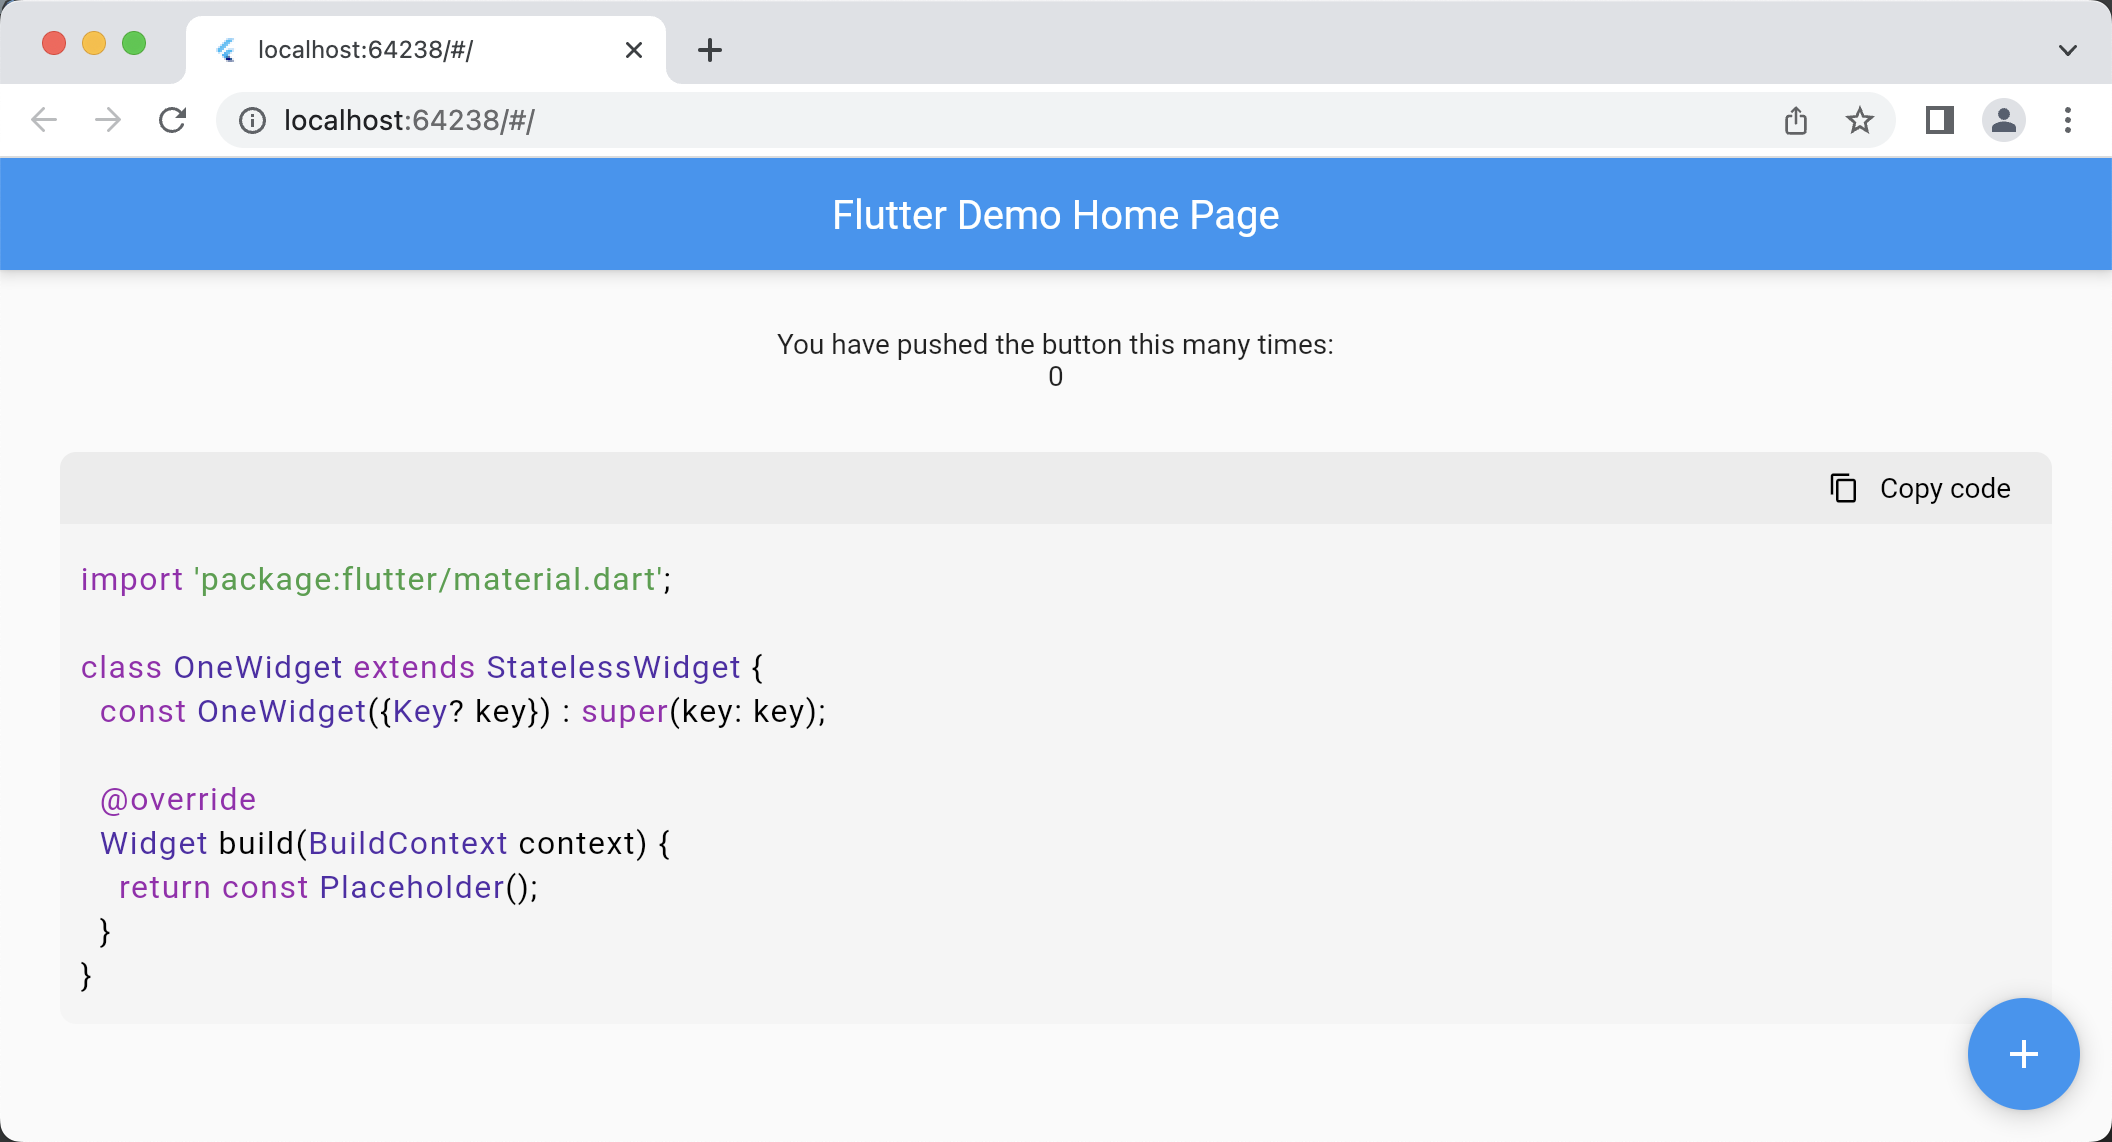 localhost:64238/#/
localhost:64238/#/
Flutter Demo Home Page
You have pushed the button this many times:
0
Copy code
import 'package:flutter/material.dart';
class OneWidget extends StatelessWidget {
  const OneWidget({Key? key}) : super(key: key);
  @override
  Widget build(BuildContext context) {
    return const Placeholder();
  }
}